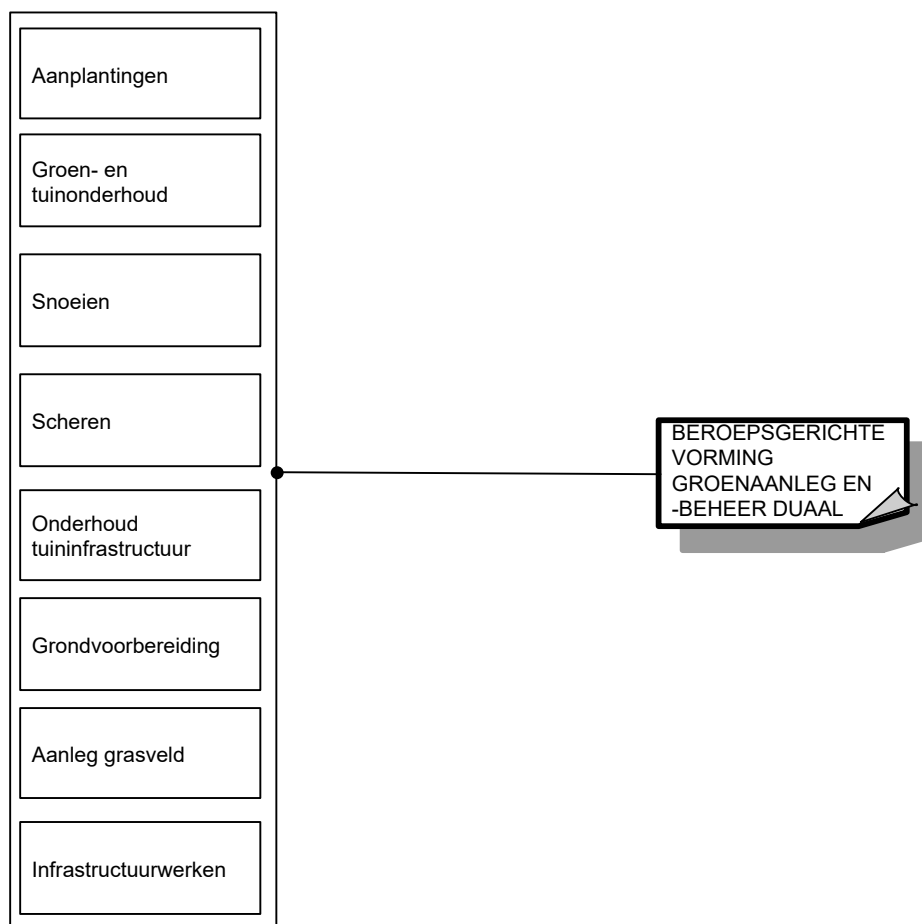 Aanplantingen
Groen- en
tuinonderhoud
Snoeien
Scheren
Onderhoud
tuininfrastructuur
Grondvoorbereiding
Aanleg grasveld
Infrastructuurwerken
BEROEPSGERICHTE
VORMING
GROENAANLEG EN
-BEHEER DUAAL